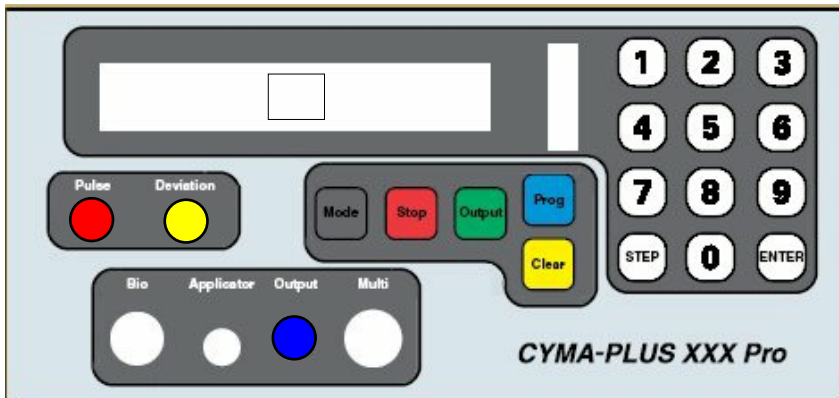 1 2 3
4 5 6
7 8 9
STEP 0 ENTER
Pulse Deviation
Mode Stop Output Prog
Clear
Bio Applicator Output Multi
CYMA-PLUS XXX Pro